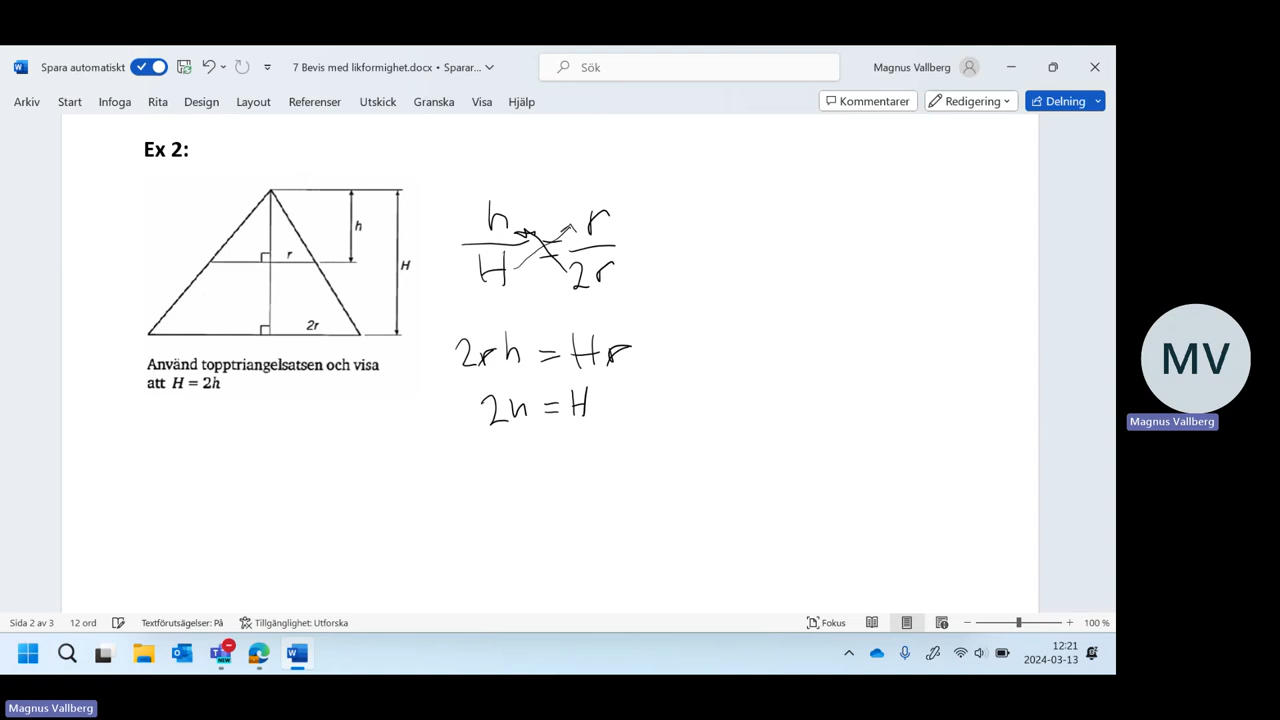 Spara automatiskt
7 Bevis med likformighet.docx • Sparar...
Sök
Magnus Vallberg
Arkiv Start Infoga Rita Design Layout Referenser Utskick Granska Visa Hjälp
Kommentarer Redigering Delning
Ex 2:
h
r
H
2r
Använd topptriangelsatsen och visa
att H = 2h
h/H = r/2r
2rh = Hr
2h = H
MV
Magnus Vallberg
Sida 2 av 3 12 ord Textförutsägelser: På Tillgänglighet: Utforska Fokus 100 %
NEW
12:21
2024-03-13
Magnus Vallberg